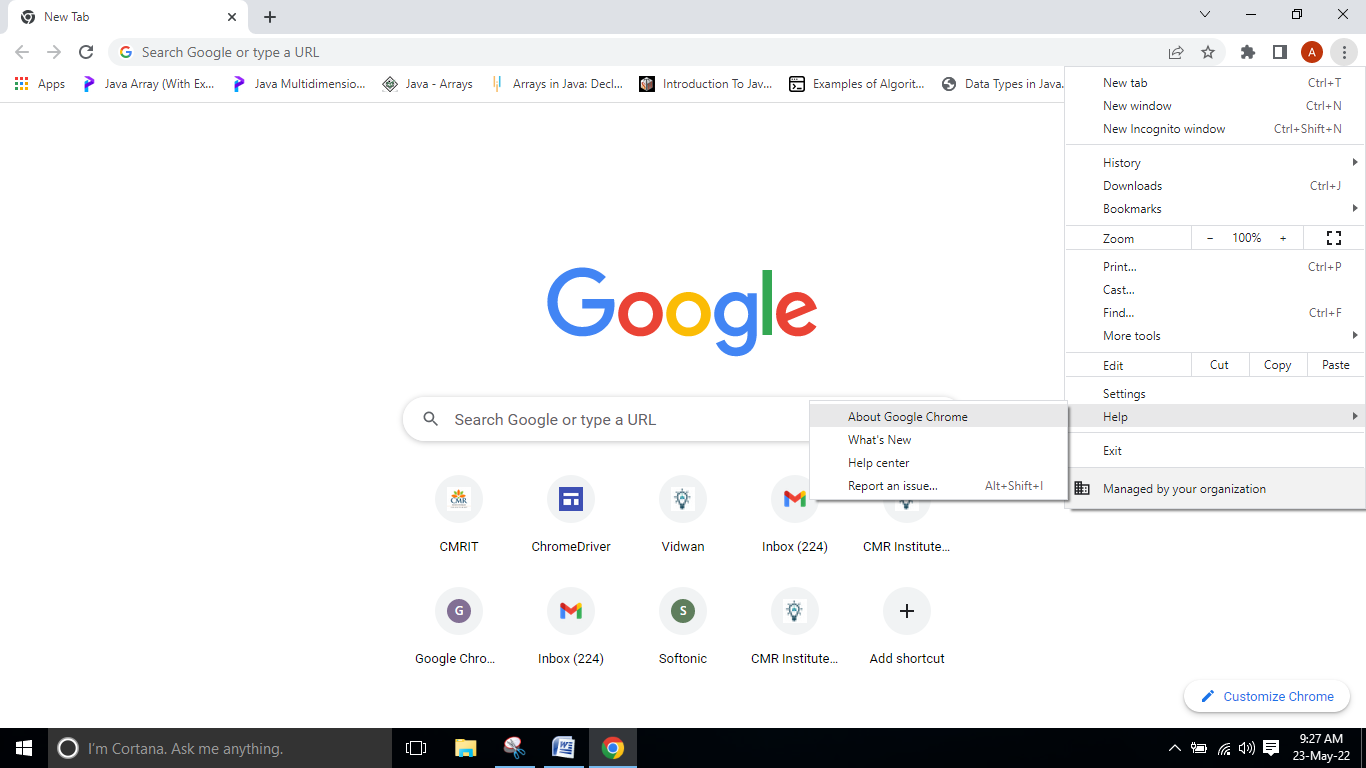 New Tab
Search Google or type a URL
A
Apps
Java Array (With Ex...
Java Multidimensio...
Java - Arrays
Arrays in Java: Decl...
Introduction To Jav...
Examples of Algorit...
Data Types in Java.
New tab Ctrl+T
New window Ctrl+N
New Incognito window Ctrl+Shift+N
History
Downloads Ctrl+J
Bookmarks
Zoom - 100% +
Print... Ctrl+P
Cast...
Find... Ctrl+F
More tools
Edit Cut Copy Paste
Settings
Help
Exit
Managed by your organization
About Google Chrome
What's New
Help center
Report an issue... Alt+Shift+I
Google
Search Google or type a URL
CMR
CMRIT
ChromeDriver
Vidwan
Inbox (224)
CMR Institute...
G
S
Google Chro...
Inbox (224)
Softonic
CMR Institute...
Add shortcut
Customize Chrome
I'm Cortana. Ask me anything.
W
9:27 AM
23-May-22